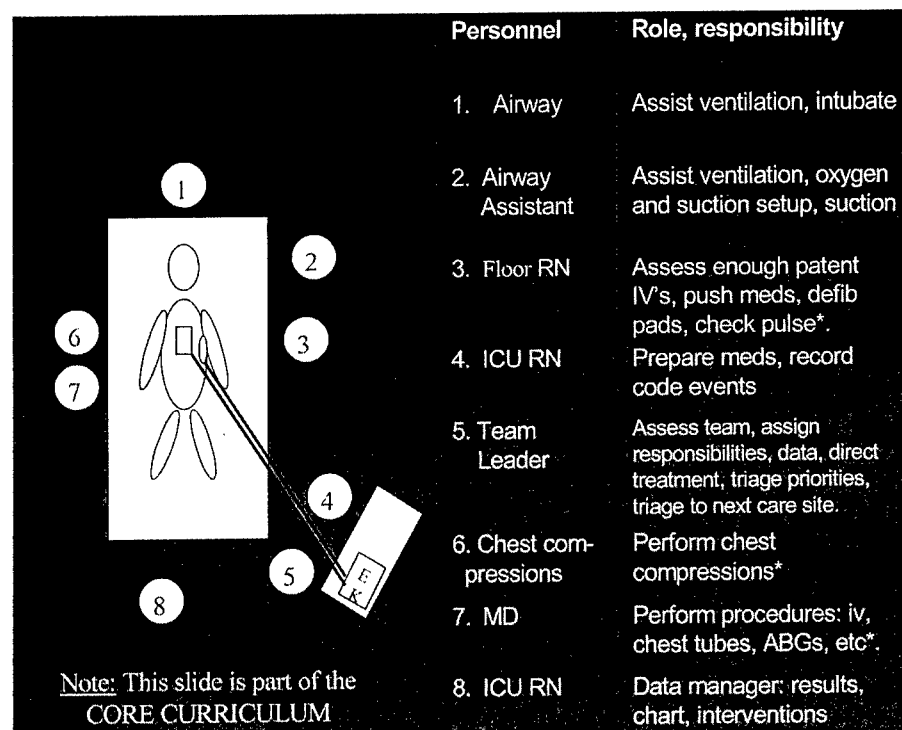 Personnel Role, responsibility
1. Airway Assist ventilation, intubate
2. Airway Assistant
Assist ventilation, oxygen
and suction setup, suction
3. Floor RN
Assess enough patent
IV's, push meds, defib
pads, check pulse*.
4. ICU RN
Prepare meds, record
code events
5. Team
Leader
Assess team, assign
responsibilities, data, direct
treatment, triage priorities,
triage to next care site.
6. Chest com-
pressions
Perform chest
compressions*
7. MD
Perform procedures: iv,
chest tubes, ABGs, etc*.
8. ICU RN
Data manager: results,
chart, interventions
1
2
3
6
7
4
5
8
E
K
Note: This slide is part of the
CORE CURRICULUM